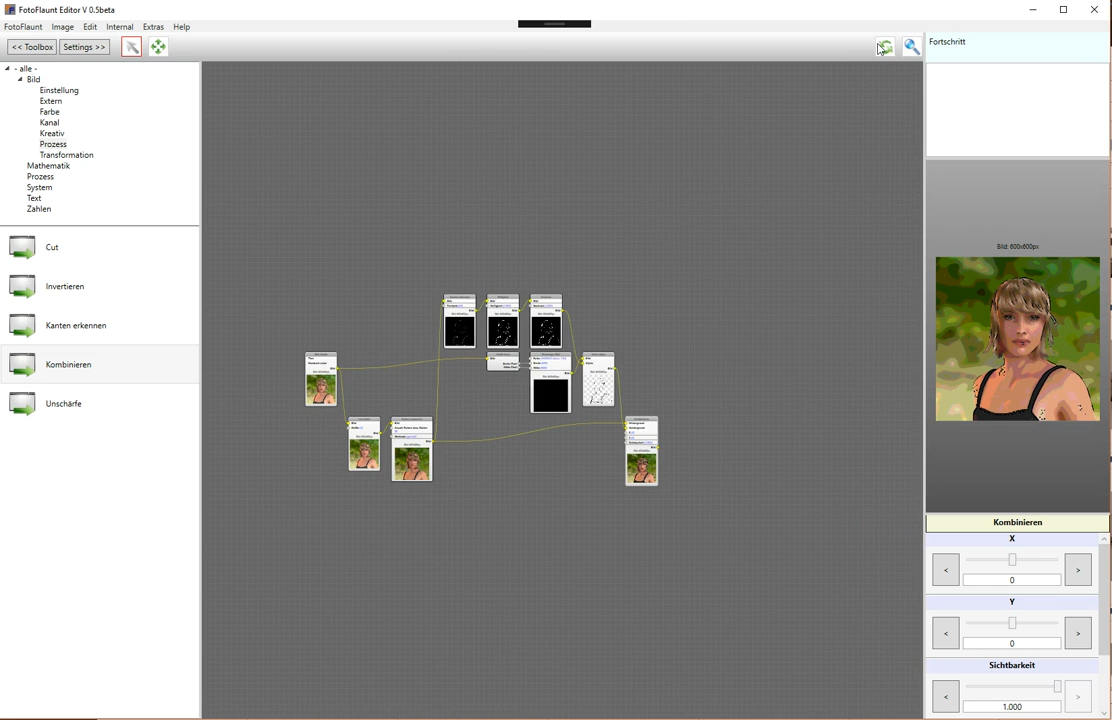 FotoFlaunt Editor V 0.5beta
FotoFlaunt Image Edit Internal Extras Help
<< Toolbox Settings >>
Fortschritt
- alle -
Bild
Einstellung
Extern
Farbe
Kanal
Kreativ
Prozess
Transformation
Mathematik
Prozess
System
Text
Zahlen
Cut
Invertieren
Kanten erkennen
Kombinieren
Unschärfe
Bild: 600x600px
Kombinieren
X
< >
0
Y
< >
0
Sichtbarkeit
< >
1.000